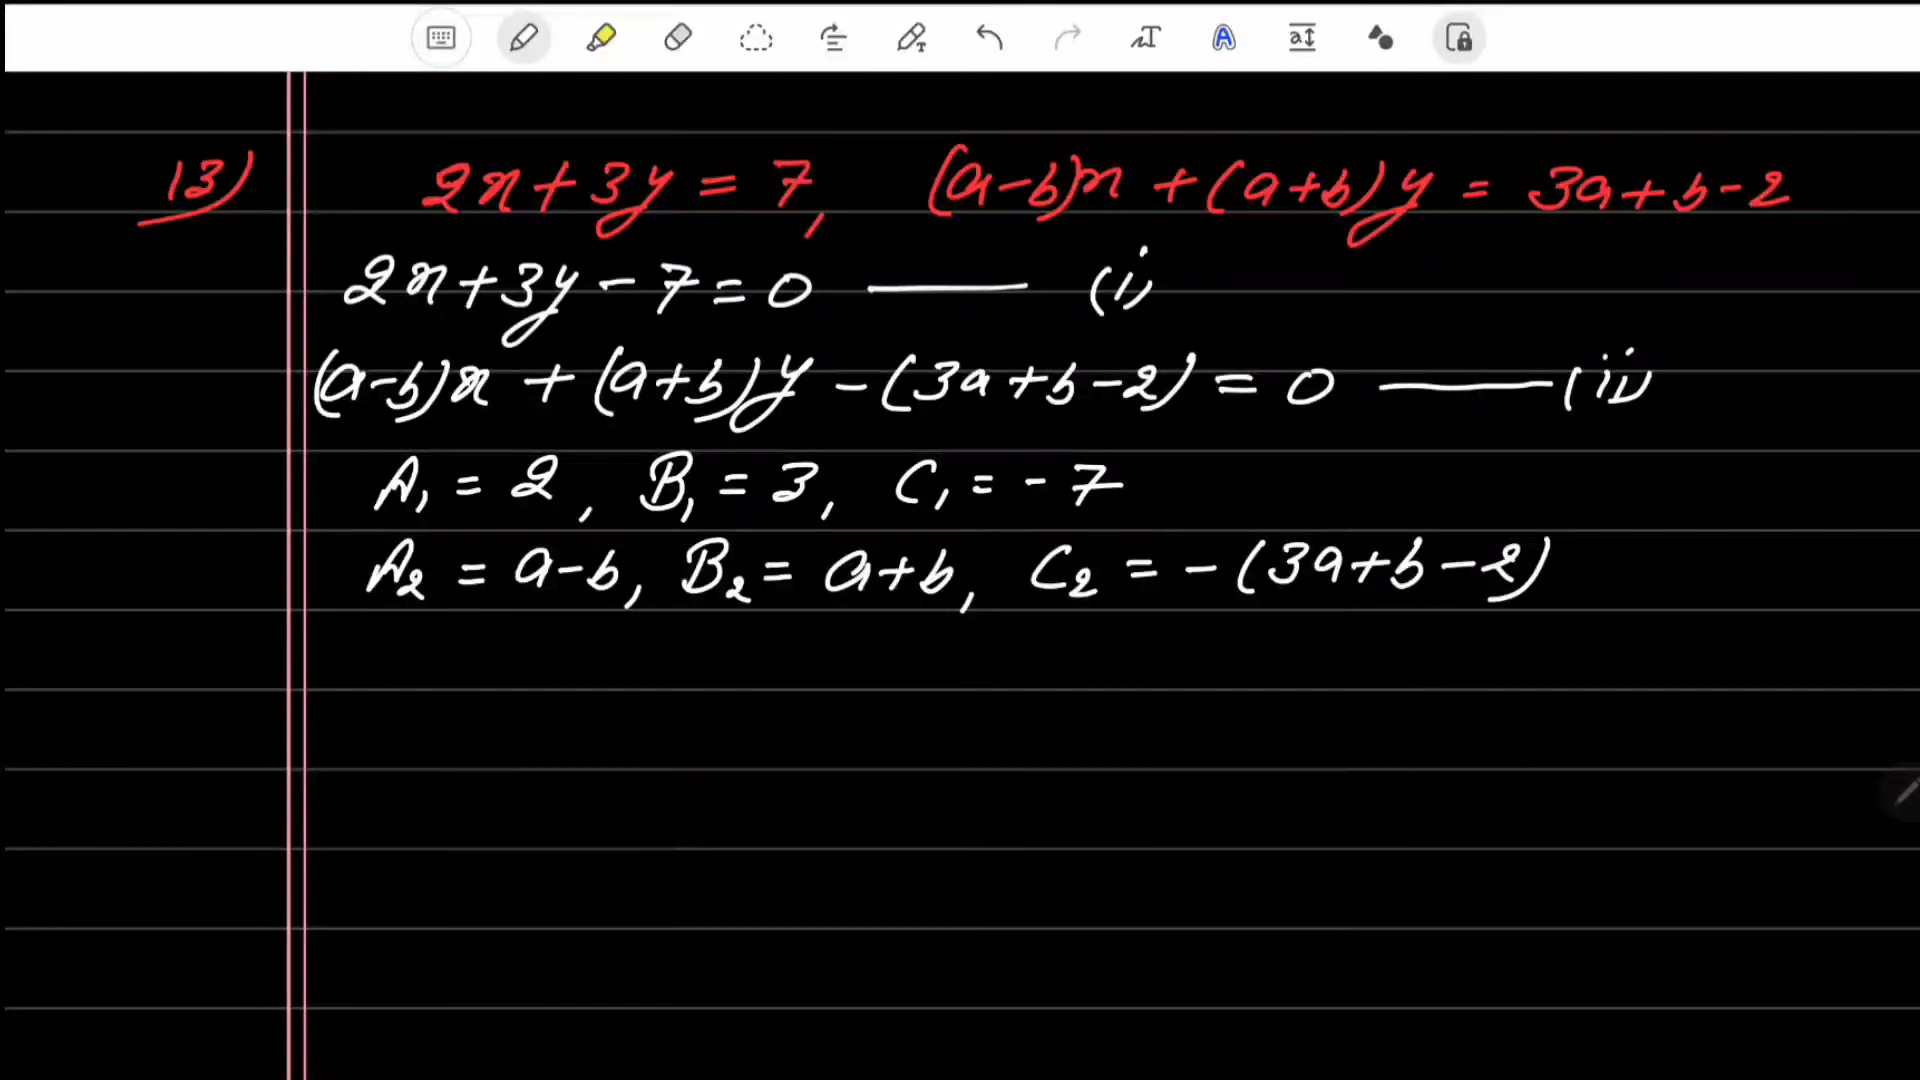 13) 2x+3y=7, (a-b)x+(a+b)y=3a+b-2
2x+3y-7=0 —— (i)
(a-b)x+(a+b)y-(3a+b-2)=0 —— (ii)
A₁=2, B₁=3, C₁=-7
A₂=a-b, B₂=a+b, C₂=-(3a+b-2)